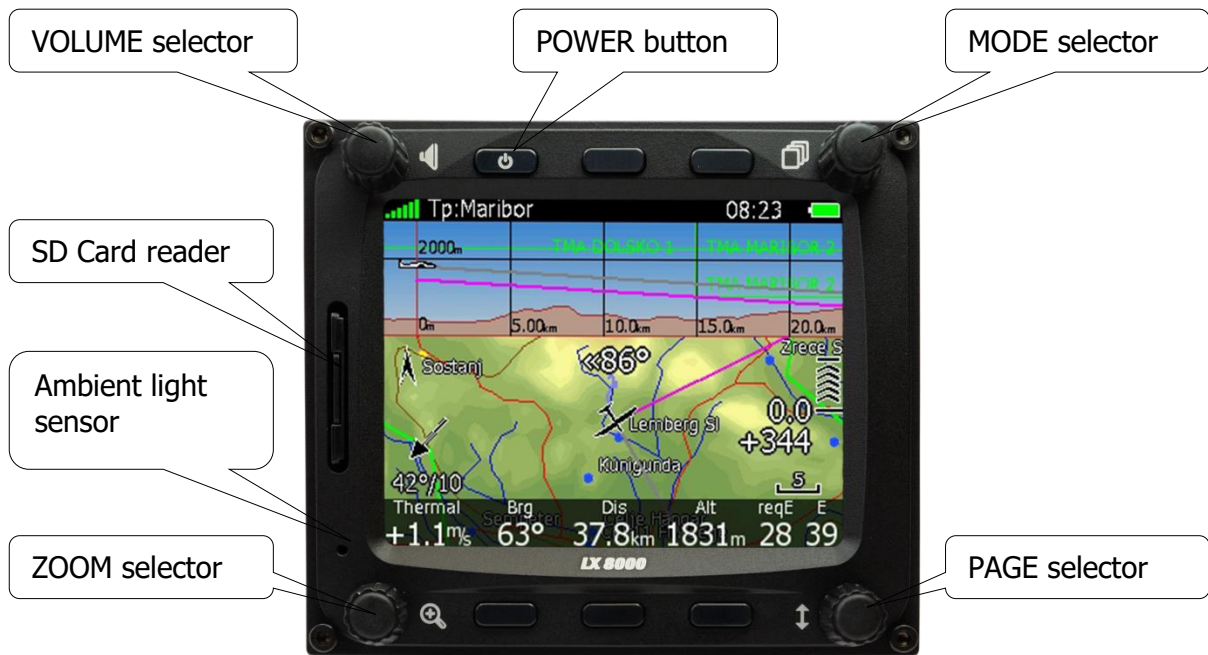 VOLUME selector
POWER button
MODE selector
SD Card reader
Ambient light
sensor
ZOOM selector
PAGE selector
Tp:Maribor 08:23
2000m
TMA DOLSKO 1 TMA MARIBOR 2
TMA MARIBOR 2
0m 5.00km 10.0km 15.0km 20.0km
Sostanj
«86°
Zrece S
0.0
Lemberg Sl
+344
Kunigunda
42°/10
5
Thermal Brg Dis Alt reqE E
+1.1m/s 63° 37.8km 1831m 28 39
LX 8000